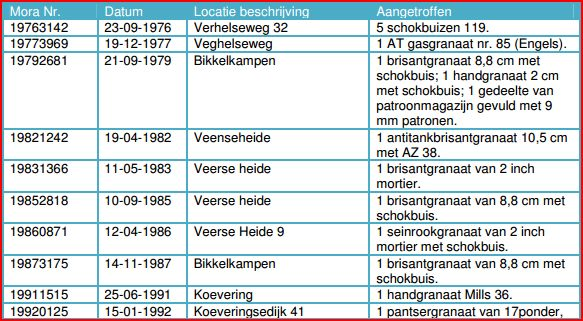 Mora Nr. Datum Locatie beschrijving Aangetroffen
19763142 23-09-1976 Verhelseweg 32 5 schokbuizen 119.
19773969 19-12-1977 Veghelseweg 1 AT gasgranaat nr. 85 (Engels).
19792681 21-09-1979 Bikkelkampen 1 brisantgranaat 8,8 cm met
schokbuis; 1 handgranaat 2 cm
met schokbuis; 1 gedeelte van
patroonmagazijn gevuld met 9
mm patronen.
19821242 19-04-1982 Veenseheide 1 antitankbrisantgranaat 10,5 cm
met AZ 38.
19831366 11-05-1983 Veerse heide 1 brisantgranaat van 2 inch
mortier.
19852818 10-09-1985 Veerse heide 1 brisantgranaat van 8,8 cm met
schokbuis.
19860871 12-04-1986 Veerse Heide 9 1 seinrookgranaat van 2 inch
mortier met schokbuis.
19873175 14-11-1987 Bikkelkampen 1 brisantgranaat van 8,8 cm met
schokbuis.
19911515 25-06-1991 Koevering 1 handgranaat Mills 36.
19920125 15-01-1992 Koeveringsedijk 41 1 pantsergranaat van 17ponder,